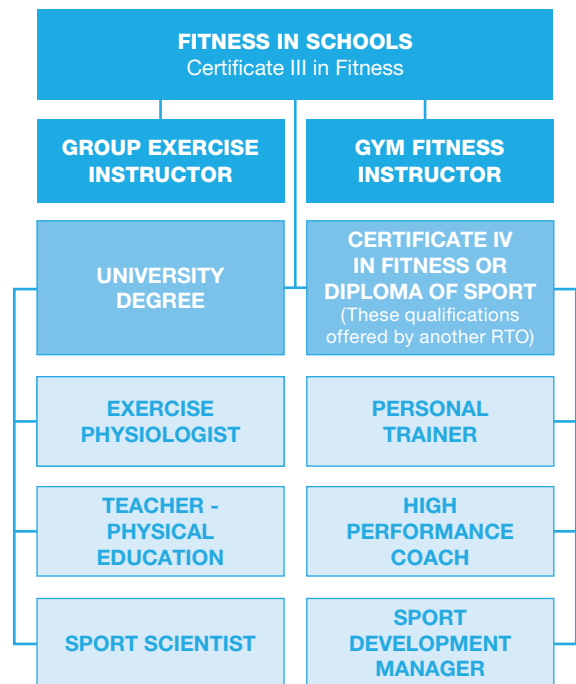 FITNESS IN SCHOOLS
Certificate III in Fitness
GROUP EXERCISE
INSTRUCTOR
GYM FITNESS
INSTRUCTOR
UNIVERSITY
DEGREE
CERTIFICATE IV
IN FITNESS OR
DIPLOMA OF SPORT
(These qualifications
offered by another RTO)
EXERCISE
PHYSIOLOGIST
PERSONAL
TRAINER
TEACHER -
PHYSICAL
EDUCATION
HIGH
PERFORMANCE
COACH
SPORT SCIENTIST
SPORT
DEVELOPMENT
MANAGER